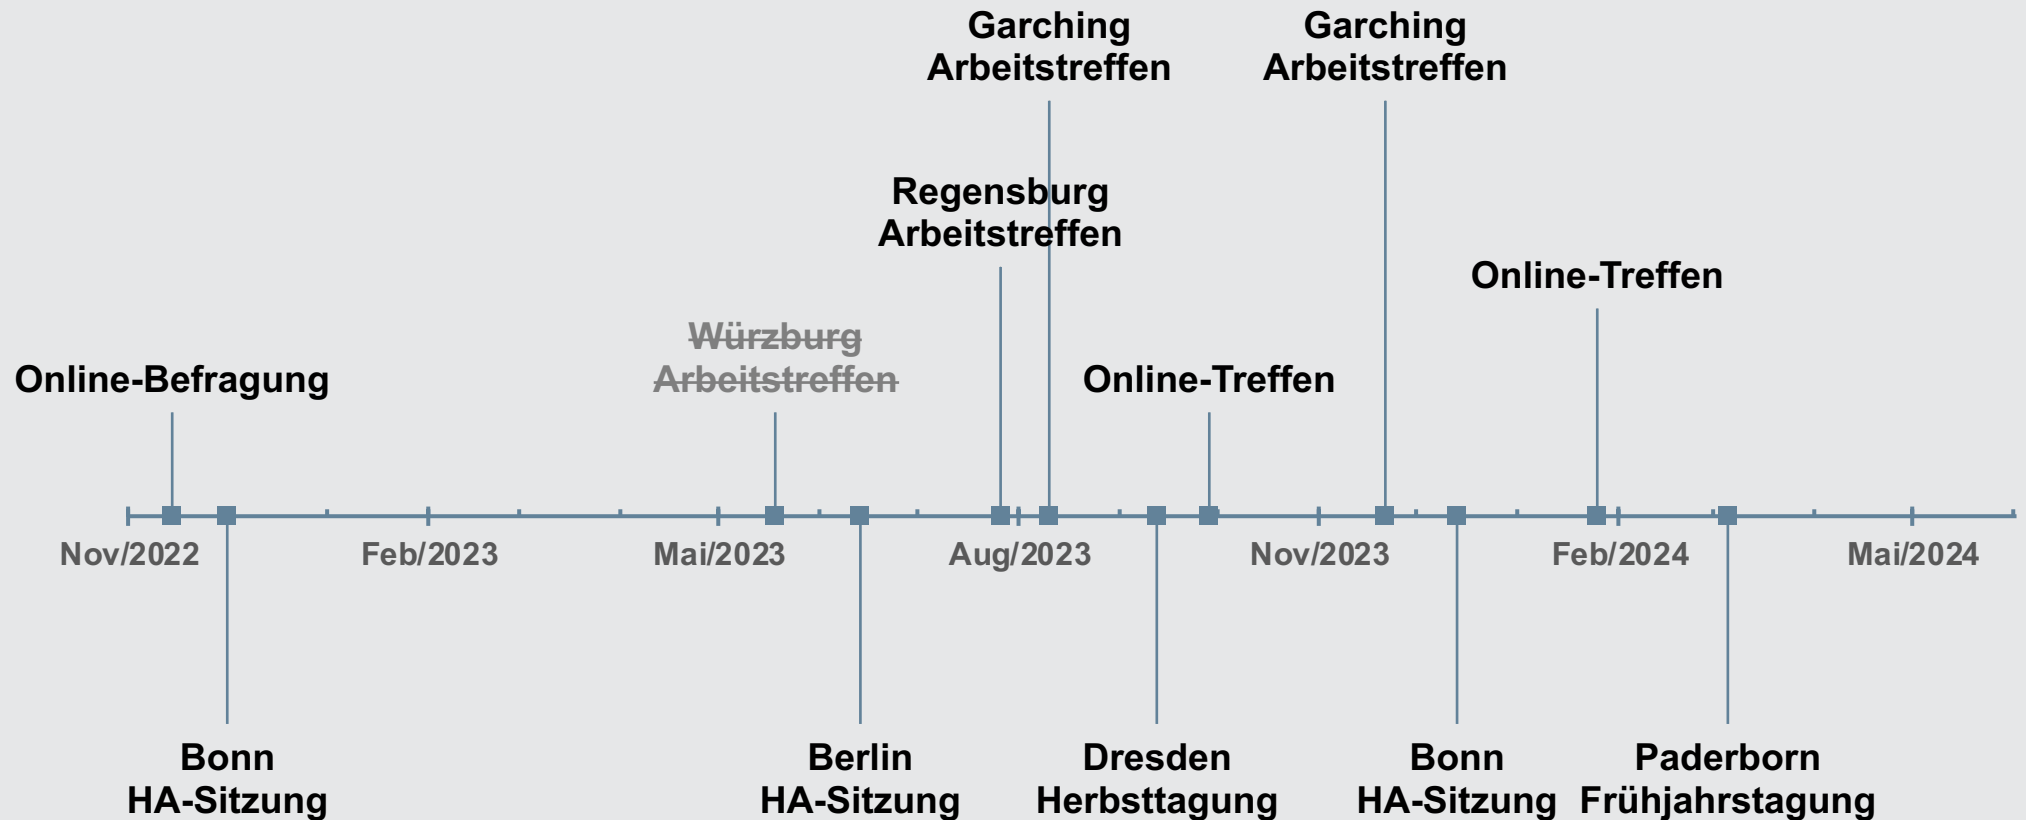 Garching
Arbeitstreffen
Garching
Arbeitstreffen
Regensburg
Arbeitstreffen
Online-Treffen
Würzburg
Arbeitstreffen
Online-Befragung
Online-Treffen
Nov/2022
Feb/2023
Mai/2023
Aug/2023
Nov/2023
Feb/2024
Mai/2024
Bonn
HA-Sitzung
Berlin
HA-Sitzung
Dresden
Herbsttagung
Bonn
HA-Sitzung
Paderborn
Frühjahrstagung